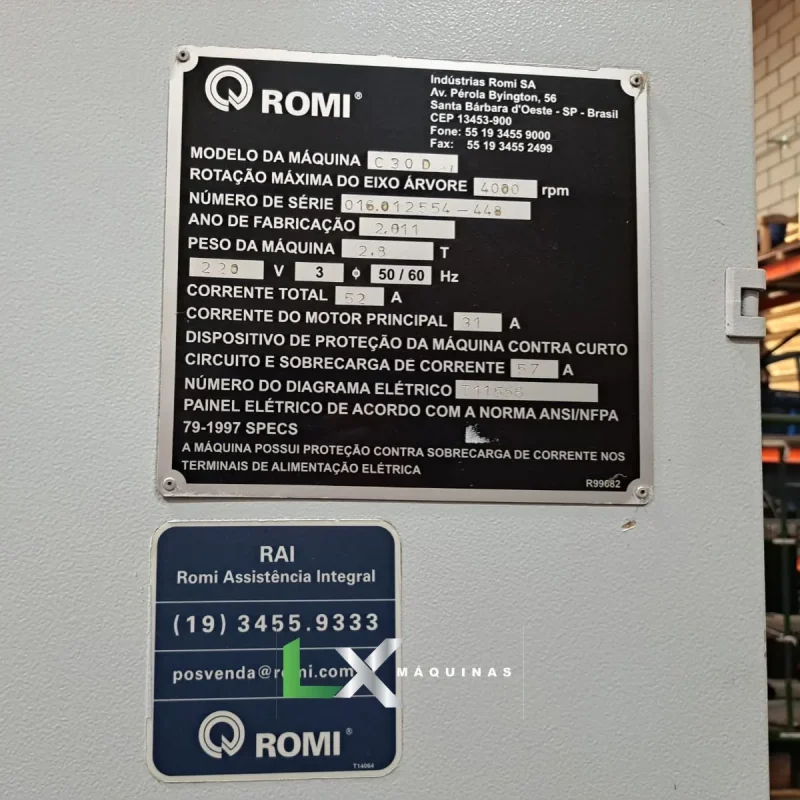 ROMI®
Indústrias Romi SA
Av. Pérola Byington, 56
Santa Bárbara d'Oeste - SP - Brasil
CEP 13453-900
Fone: 55 19 3455 9000
Fax: 55 19 3455 2499
MODELO DA MÁQUINA C30D
ROTAÇÃO MÁXIMA DO EIXO ÁRVORE 4000 rpm
NÚMERO DE SÉRIE 016.012554-448
ANO DE FABRICAÇÃO 2.011
PESO DA MÁQUINA 2.8 T
220 V 3 ɸ 50 / 60 Hz
CORRENTE TOTAL 52 A
CORRENTE DO MOTOR PRINCIPAL 31 A
DISPOSITIVO DE PROTEÇÃO DA MÁQUINA CONTRA CURTO
CIRCUITO E SOBRECARGA DE CORRENTE 57 A
NÚMERO DO DIAGRAMA ELÉTRICO
PAINEL ELÉTRICO DE ACORDO COM A NORMA ANSI/NFPA
79-1997 SPECS
A MÁQUINA POSSUI PROTEÇÃO CONTRA SOBRECARGA DE CORRENTE NOS
TERMINAIS DE ALIMENTAÇÃO ELÉTRICA
R99682
RAI
Romi Assistência Integral
(19) 3455.9333
posvenda@romi.com
LX MÁQUINAS
ROMI®
T14064